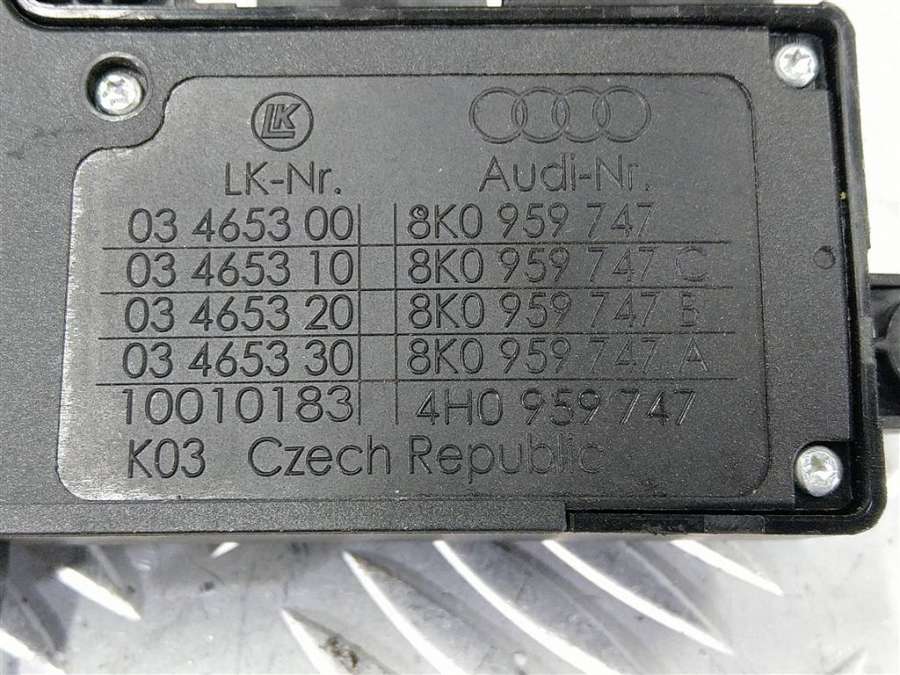 LK
LK-Nr. Audi-Nr.
03 4653 00 8K0 959 747
03 4653 10 8K0 959 747 C
03 4653 20 8K0 959 747 B
03 4653 30 8K0 959 747 A
10010183 4H0 959 747
K03 Czech Republic